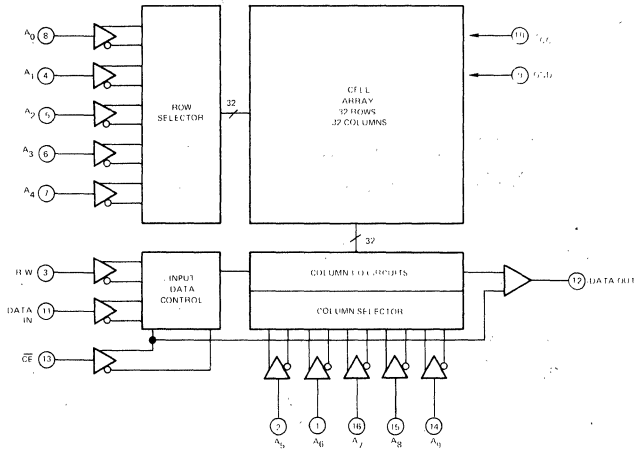 A0 8
A1 4
A2 5
A3 6
A4 7
ROW
SELECTOR
32
CELL
ARRAY
32 ROWS
32 COLUMNS
10
9
32
R/W 3
DATA
IN 11
CE 13
INPUT
DATA
CONTROL
COLUMN I/O CIRCUITS
COLUMN SELECTOR
12 DATA OUT
2 1 16 15 14
A5 A6 A7 A8 A9